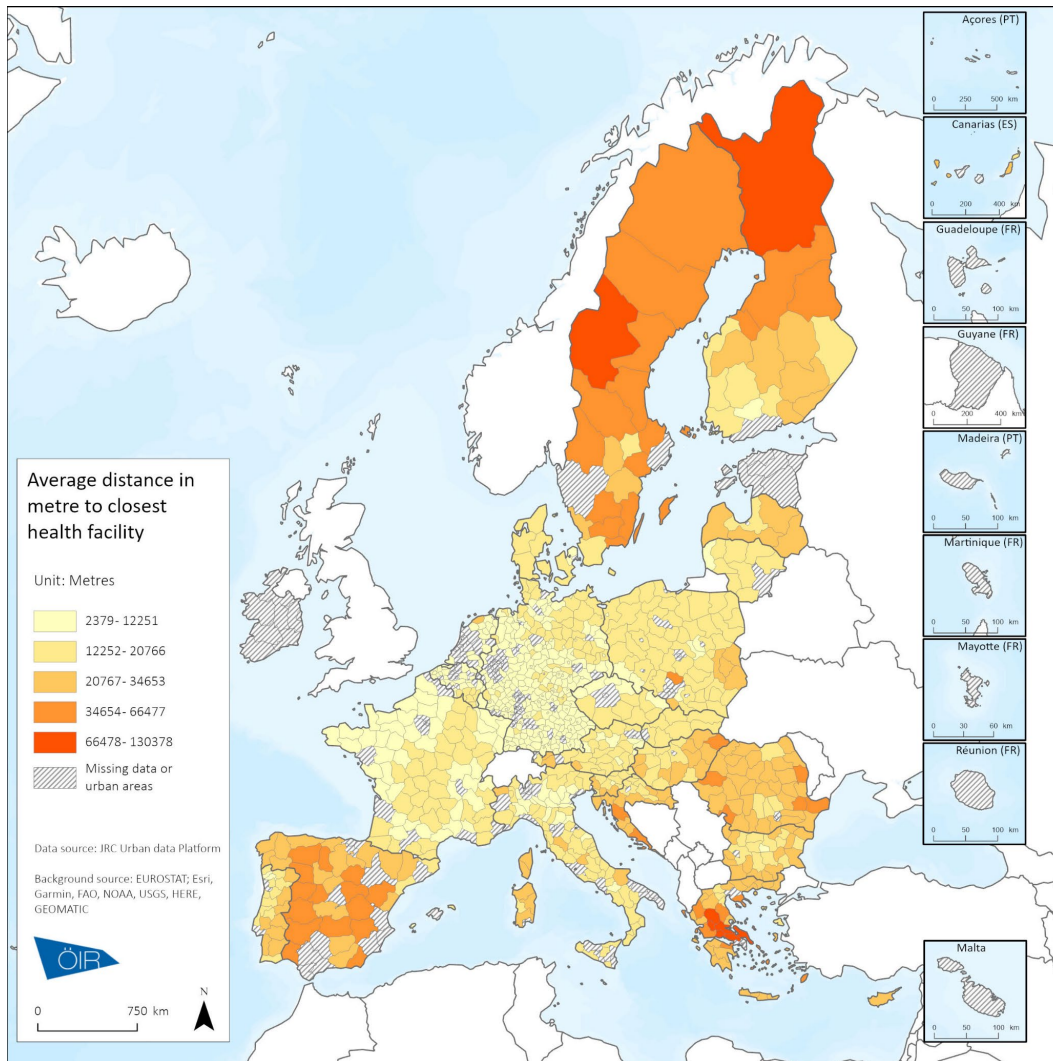 Average distance in
metre to closest
health facility
Unit: Metres
2379- 12251
12252- 20766
20767- 34653
34654- 66477
66478- 130378
Missing data or
urban areas
Data source: JRC Urban data Platform
Background source: EUROSTAT; Esri,
Garmin, FAO, NOAA, USGS, HERE,
GEOMATIC
ÖIR
N
0 750 km
Açores (PT)
0 250 500 km
Canarias (ES)
0 200 400 km
Guadeloupe (FR)
0 50 100 km
Guyane (FR)
0 200 400 km
Madeira (PT)
0 50 100 km
Martinique (FR)
0 50 100 km
Mayotte (FR)
0 30 60 km
Réunion (FR)
0 50 100 km
Malta
0 50 100 km